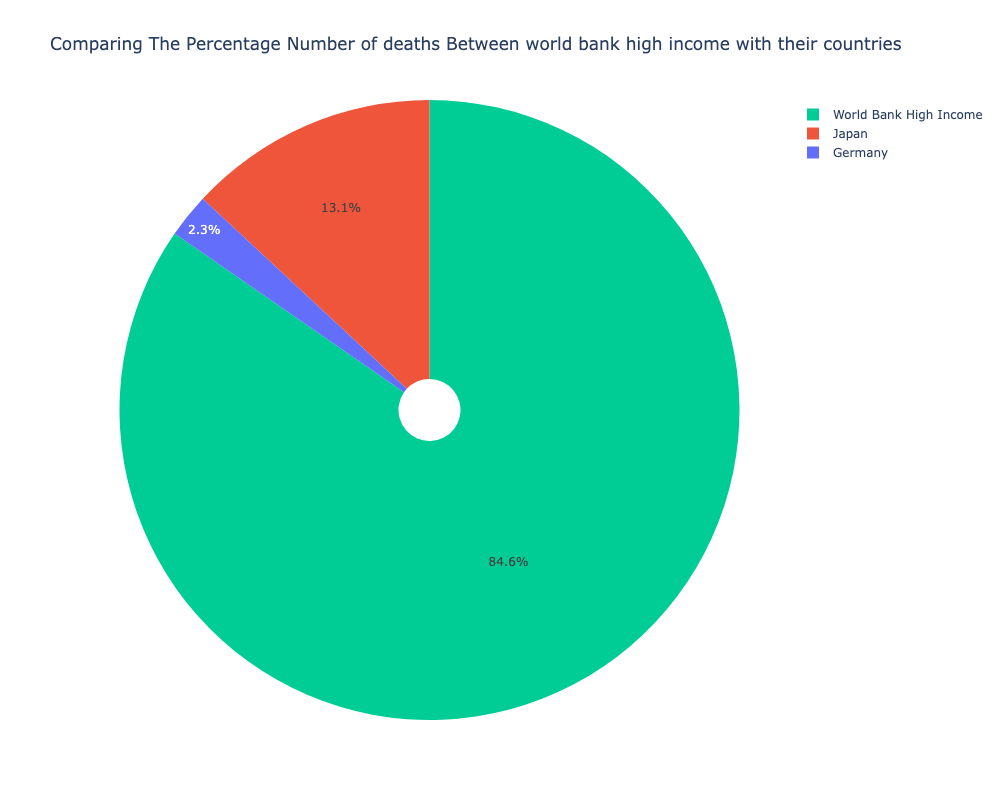 Comparing The Percentage Number of deaths Between world bank high income with their countries
World Bank High Income
Japan
Germany
13.1%
2.3%
84.6%